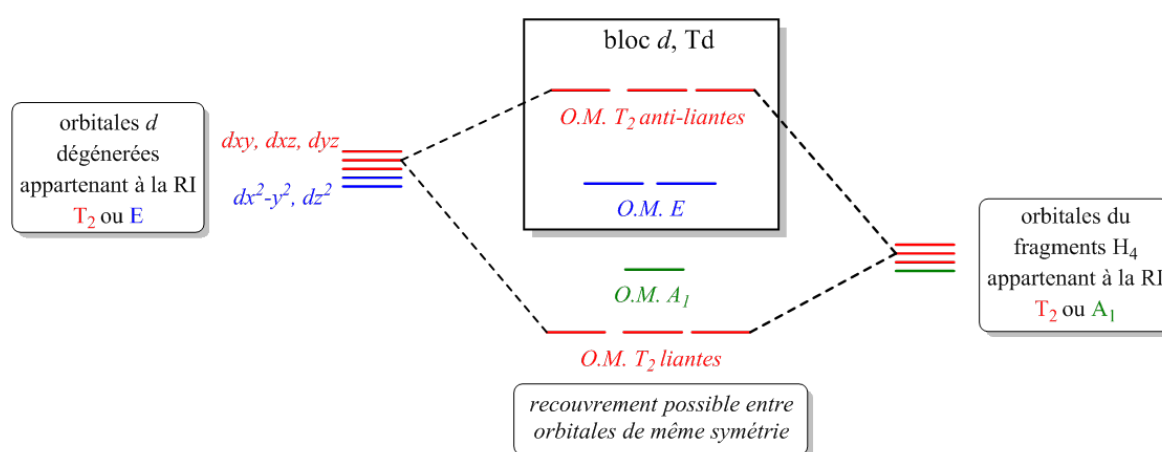 bloc d, Td
O.M. T₂ anti-liantes
orbitales d
dégénerées
appartenant à la RI
T₂ ou E
dxy, dxz, dyz
dx²-y², dz²
O.M. E
O.M. A₁
O.M. T₂ liantes
orbitales du
fragments H₄
appartenant à la RI
T₂ ou A₁
recouvrement possible entre
orbitales de même symétrie